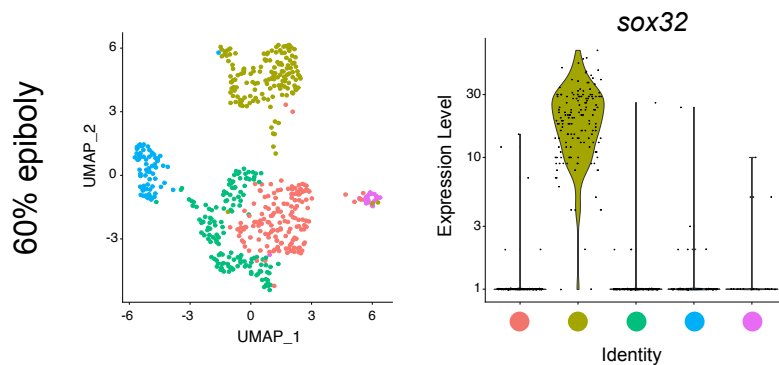 sox32
60% epiboly
UMAP_2
6
3
0
-3
-6
-3
0
3
6
UMAP_1
Expression Level
30
10
3
1
Identity